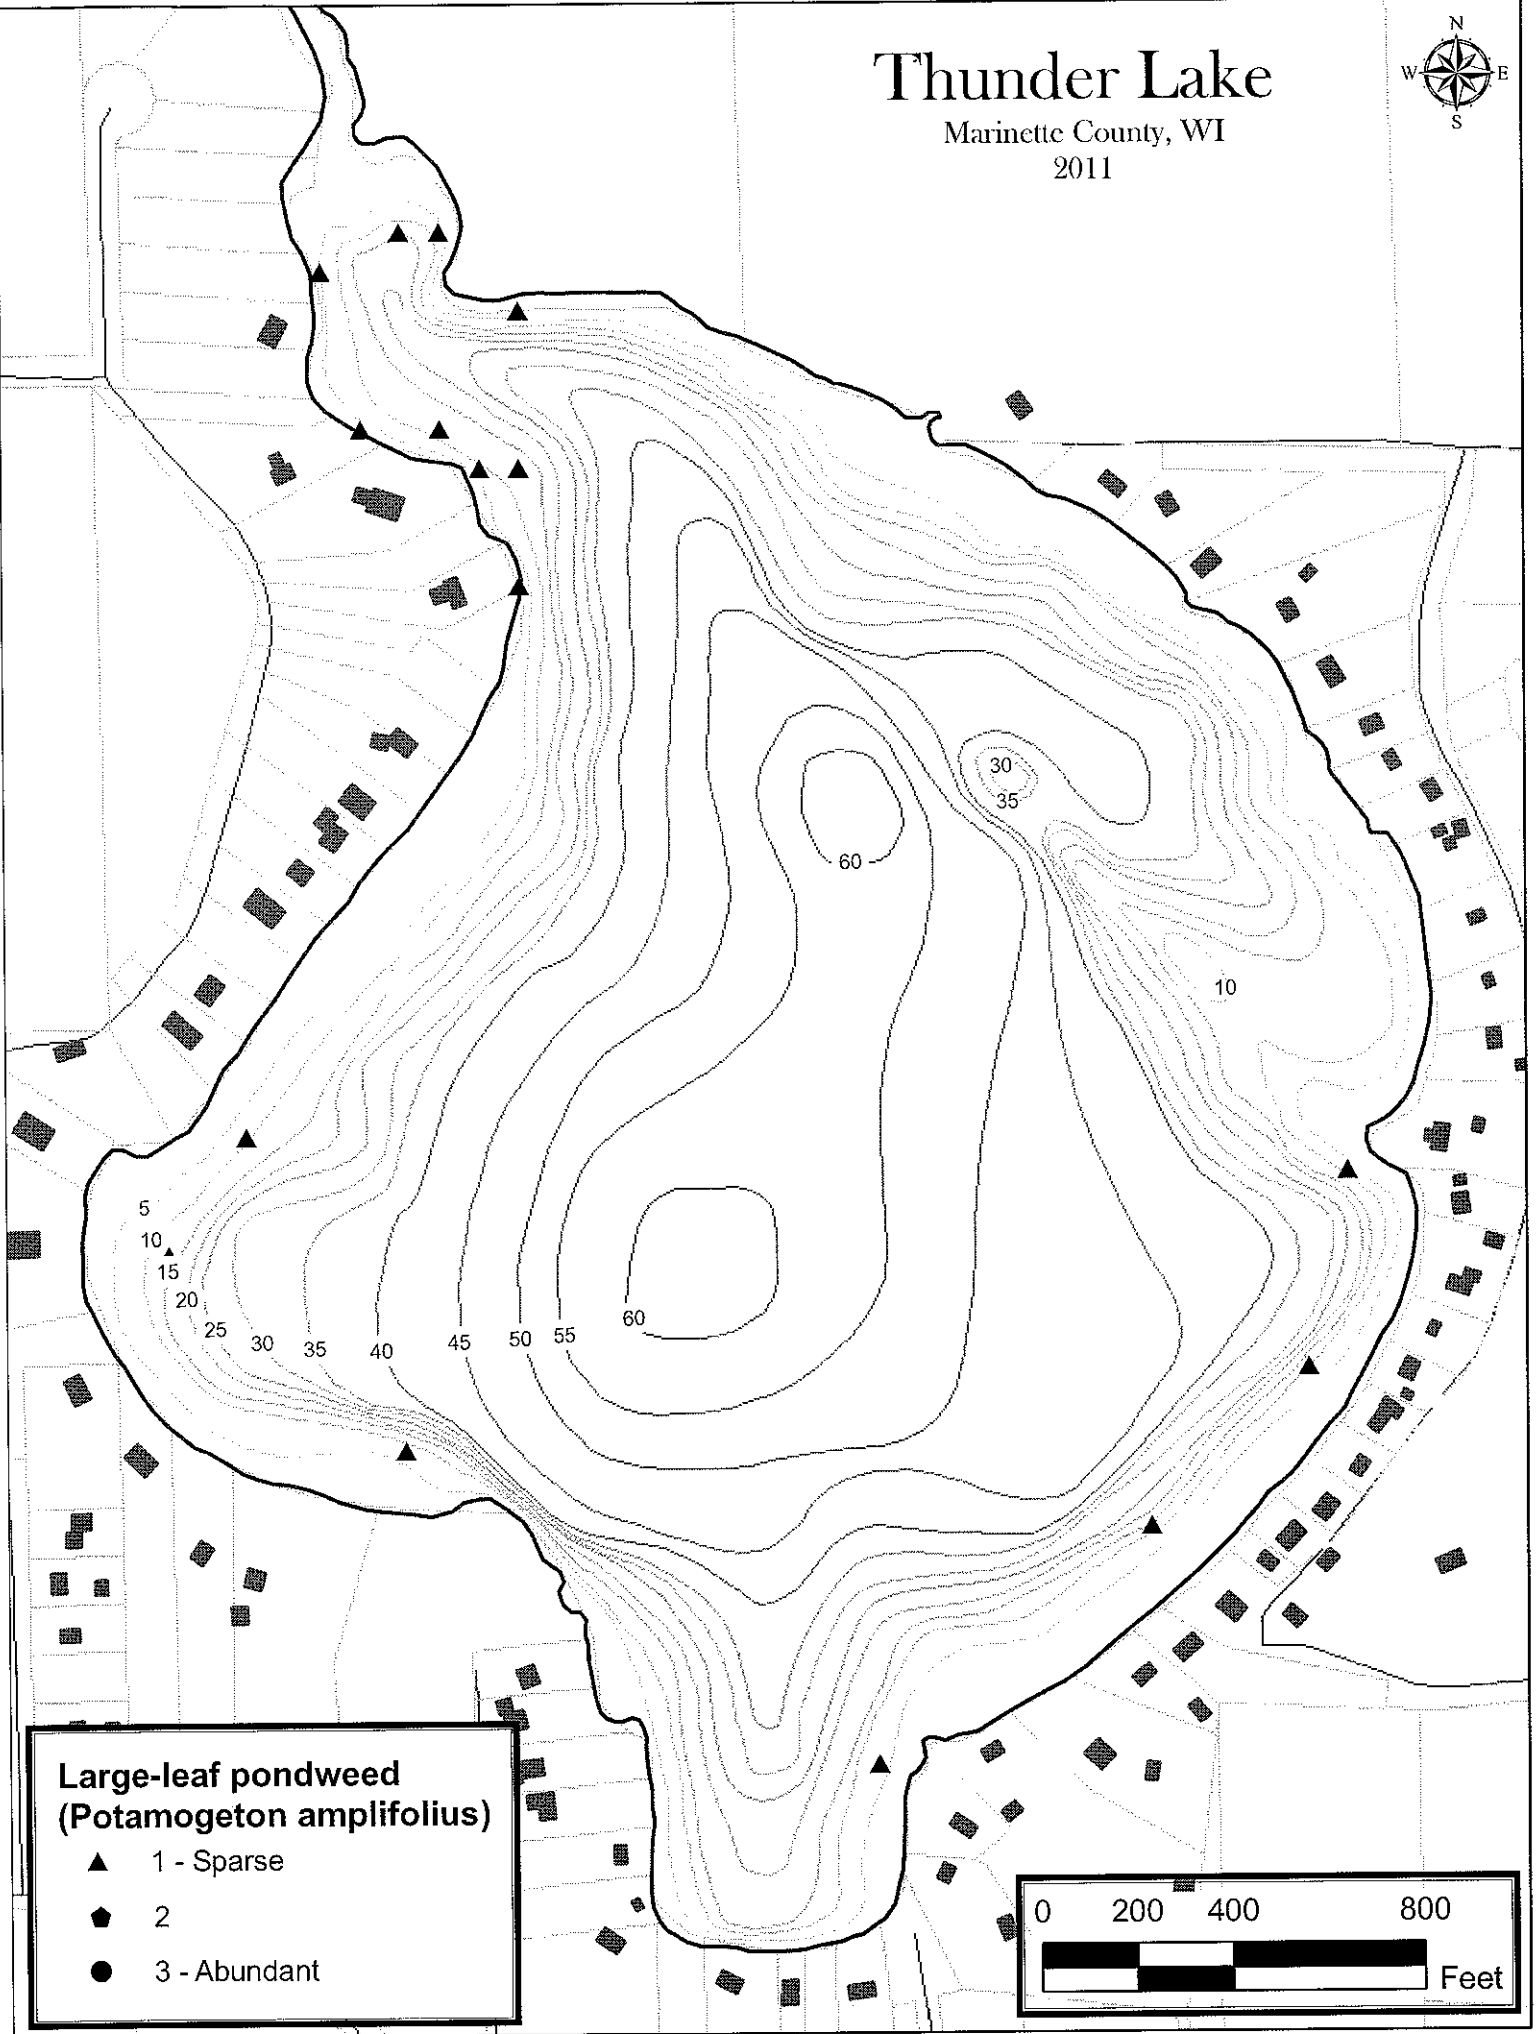 Thunder Lake
Marinette County, WI
2011
N
W E
S
30
35
60
10
5
10
15
20
25
30
35
40
45
50
55
60
Large-leaf pondweed
(Potamogeton amplifolius)
1 - Sparse
2
3 - Abundant
0 200 400 800
Feet